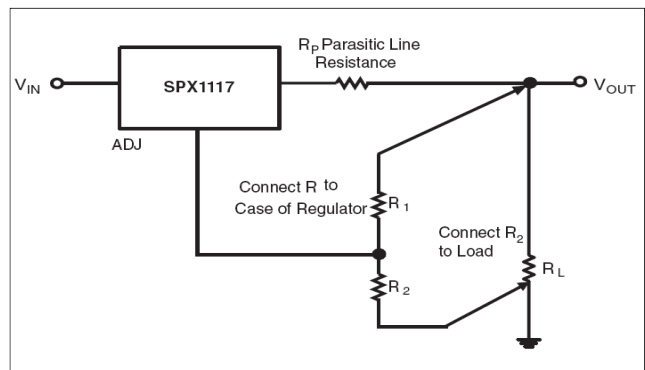 R_P Parasitic Line
Resistance
V_IN
SPX1117
V_OUT
ADJ
Connect R to
Case of Regulator
R_1
Connect R_2
to Load
R_2
R_L